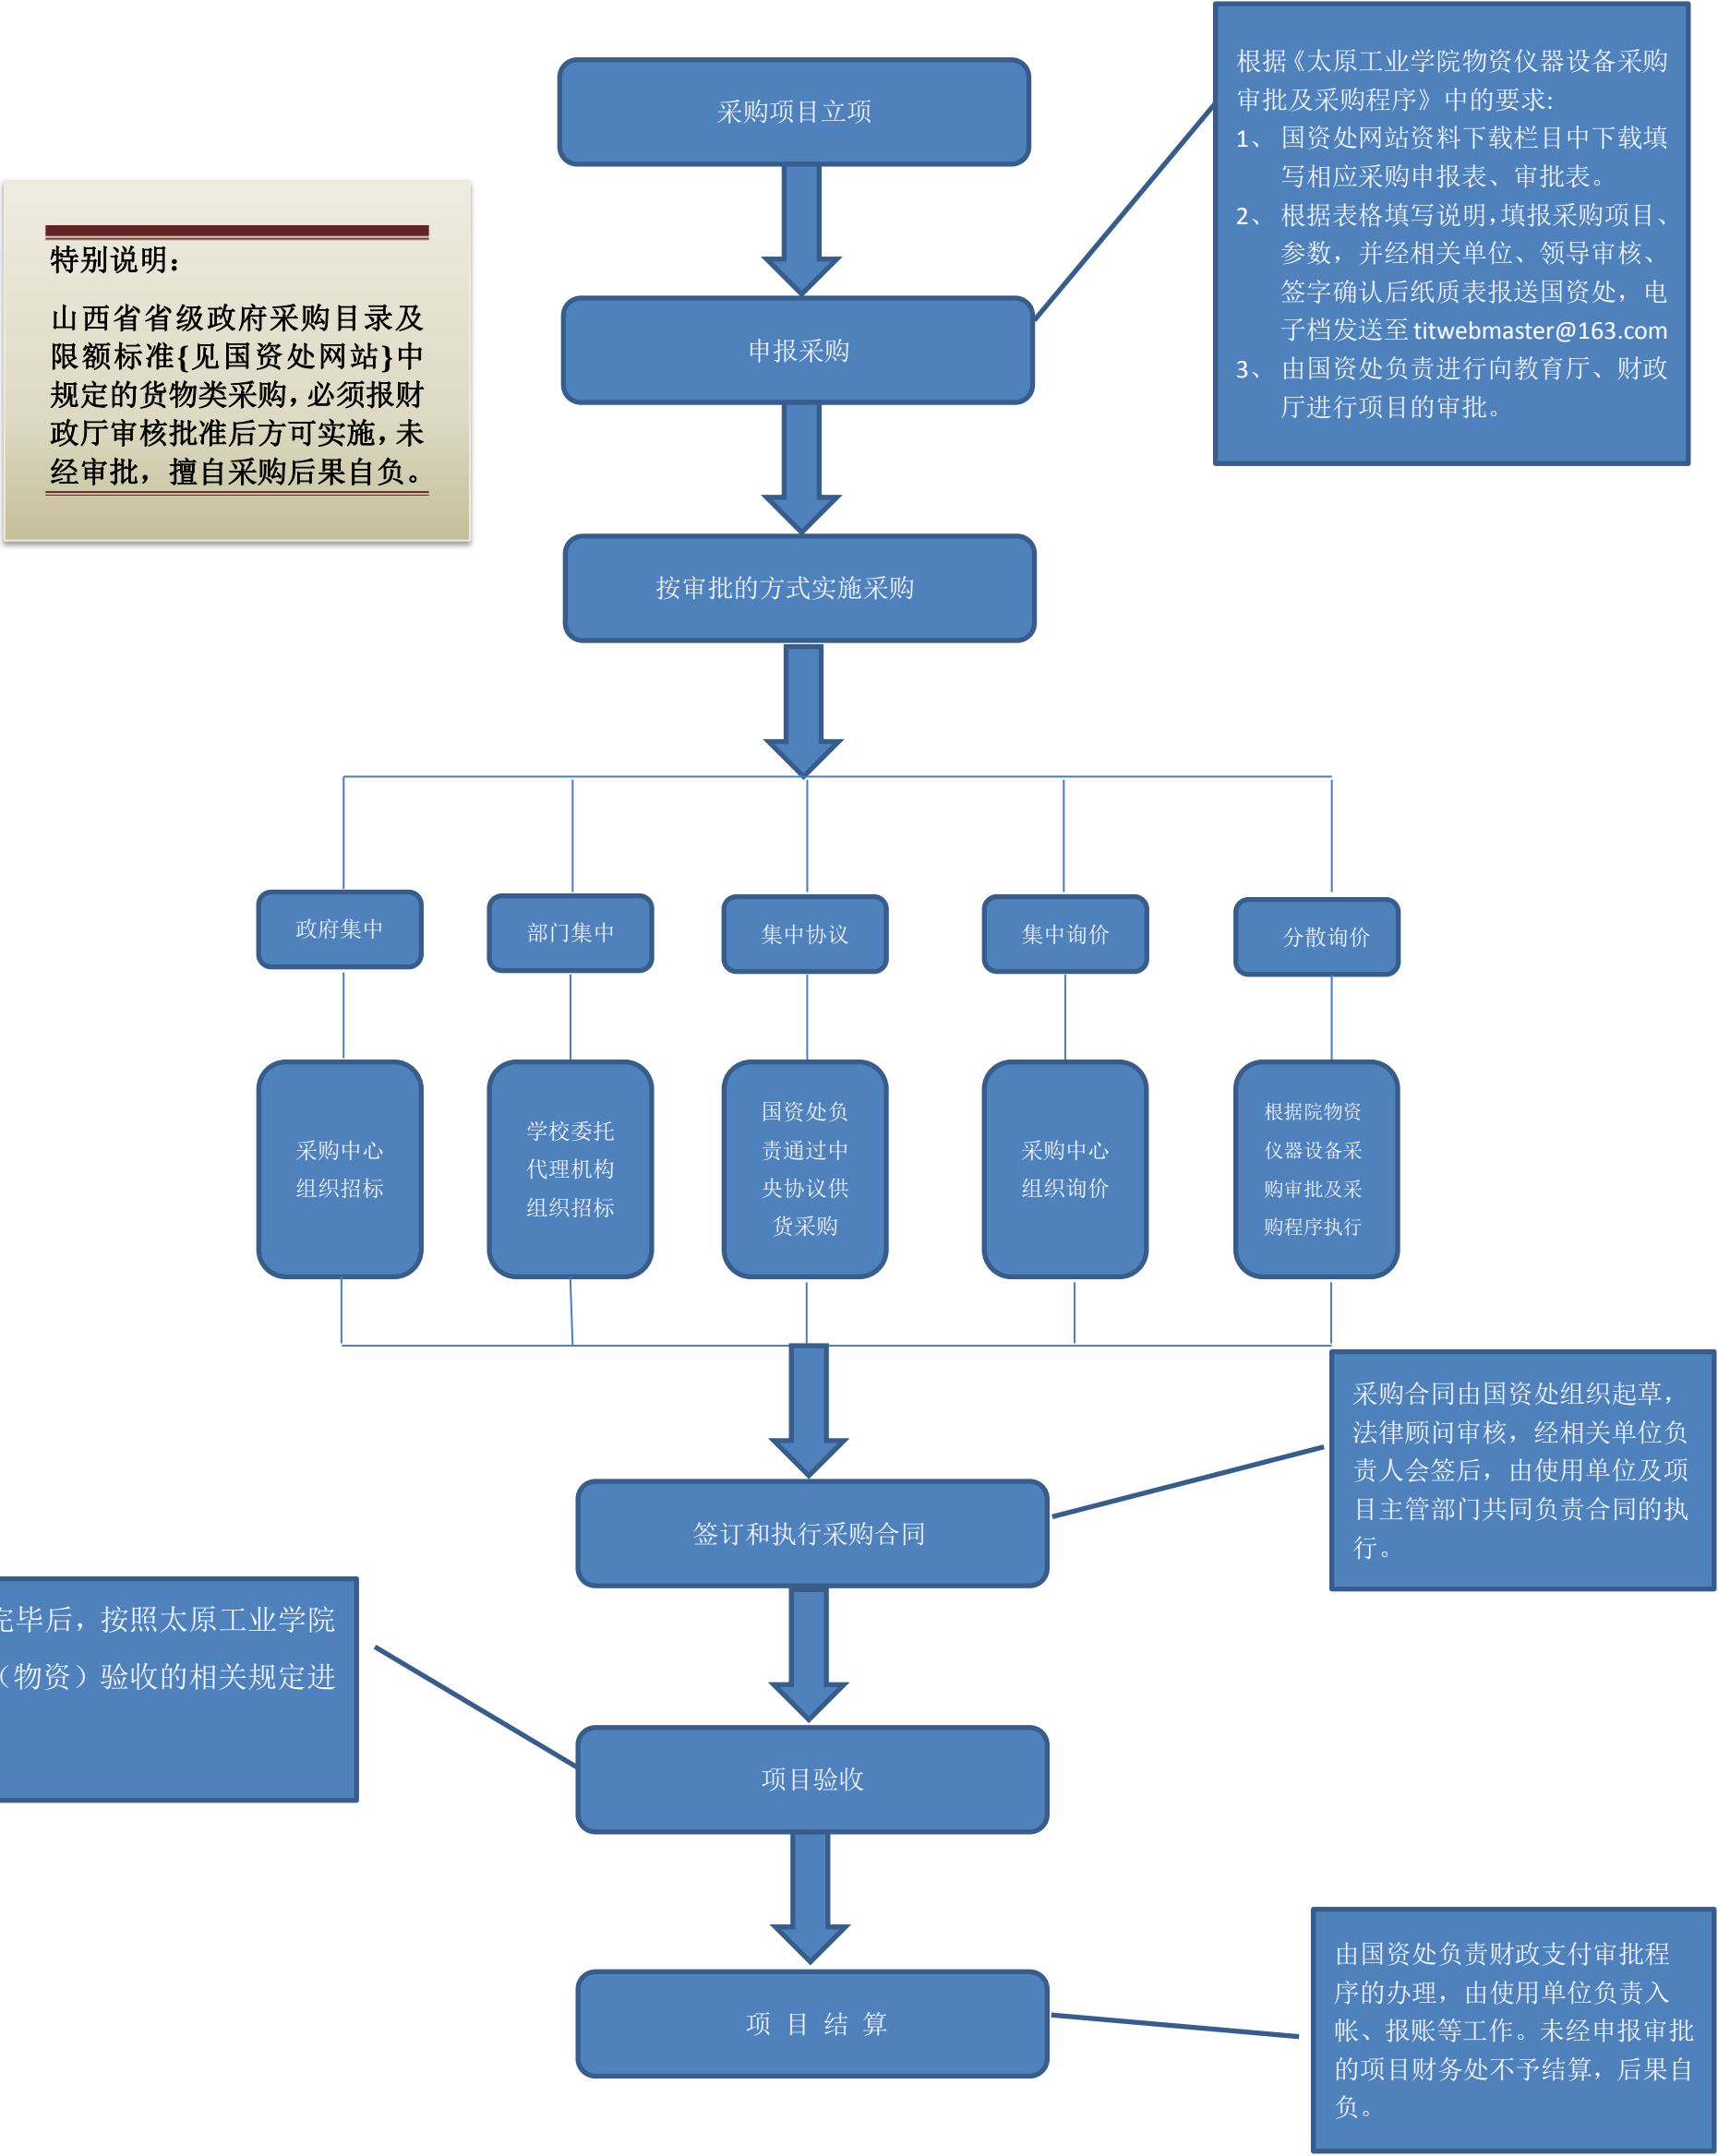 采购项目立项
根据《太原工业学院物资仪器设备采购
审批及采购程序》中的要求:
1、 国资处网站资料下载栏目中下载填
写相应采购申报表、审批表。
2、 根据表格填写说明，填报采购项目、
参数，并经相关单位、领导审核、
签字确认后纸质表报送国资处，电
子档发送至 titwebmaster@163.com
3、 由国资处负责进行向教育厅、财政
厅进行项目的审批。
特别说明：
山西省省级政府采购目录及
限额标准{见国资处网站}中
规定的货物类采购，必须报财
政厅审核批准后方可实施，未
经审批，擅自采购后果自负。
申报采购
按审批的方式实施采购
政府集中
部门集中
集中协议
集中询价
分散询价
采购中心
组织招标
学校委托
代理机构
组织招标
国资处负
责通过中
央协议供
货采购
采购中心
组织询价
根据院物资
仪器设备采
购审批及采
购程序执行
采购合同由国资处组织起草，
法律顾问审核，经相关单位负
责人会签后，由使用单位及项
目主管部门共同负责合同的执
行。
签订和执行采购合同
完毕后，按照太原工业学院
（物资）验收的相关规定进
项目验收
项 目 结 算
由国资处负责财政支付审批程
序的办理，由使用单位负责入
帐、报账等工作。未经申报审批
的项目财务处不予结算，后果自
负。